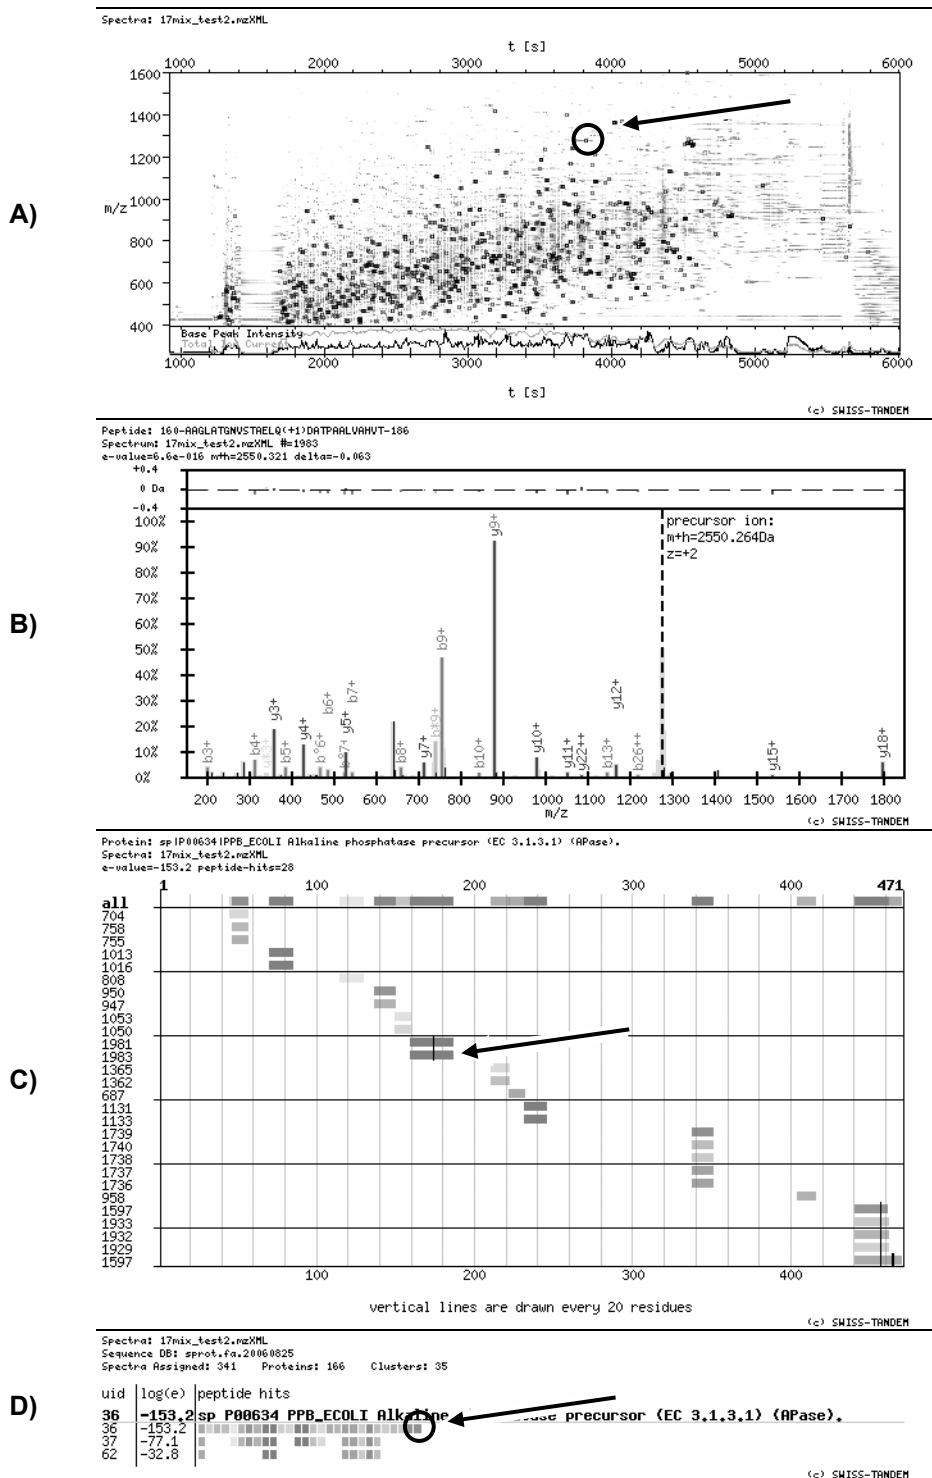 Spectra: 17mix_test2.mzXML
t [s]
1000 2000 3000 4000 5000 6000
1600
1400
1200
1000
m/z
A)
800
600
400
Base Peak Intensity
Total Ion Current
1000 2000 3000 4000 5000 6000
t [s]
(c) SWISS-TANDEM
Peptide: 160-AAGLATGNVSTAELQ(+1)DATPAALVAHVT-186
Spectrum: 17mix_test2.mzXML #=1983
e-value=6.6e-016 m+h=2550.321 delta=-0.063
+0.4
0 Da
-0.4
100%
precursor ion:
m+h=2550.264Da
z=+2
90%
80%
70%
60%
50%
40%
30%
20%
10%
0%
B)
b3+ b4+ y3+ b5+ y4+ b°6+ b6+ y5+ b7+ b8+ y7+ b*9+ b9+ b10+ y9+ y10+ y11+ y22++ b13+ y12+ b26++ y15+ y18+
200 300 400 500 600 700 800 900 1000 1100 1200 1300 1400 1500 1600 1700 1800
m/z
(c) SWISS-TANDEM
Protein: sp|P00634|PPB_ECOLI Alkaline phosphatase precursor (EC 3.1.3.1) (APase).
Spectra: 17mix_test2.mzXML
e-value=-153.2 peptide-hits=28
1 100 200 300 400 471
all
704
758
755
1013
1016
808
950
947
1053
1050
1981
1983
1365
C)
1362
687
1131
1133
1739
1740
1738
1737
1736
958
1597
1933
1932
1929
1597
100 200 300 400
vertical lines are drawn every 20 residues
(c) SWISS-TANDEM
Spectra: 17mix_test2.mzXML
Sequence DB: sprot.fa.20060825
Spectra Assigned: 341 Proteins: 166 Clusters: 35
uid log(e) peptide hits
D)
36 -153.2 sp P00634 PPB_ECOLI Alkaline precursor (EC 3.1.3.1) (APase).
36 -153.2
37 -77.1
62 -32.8
(c) SWISS-TANDEM